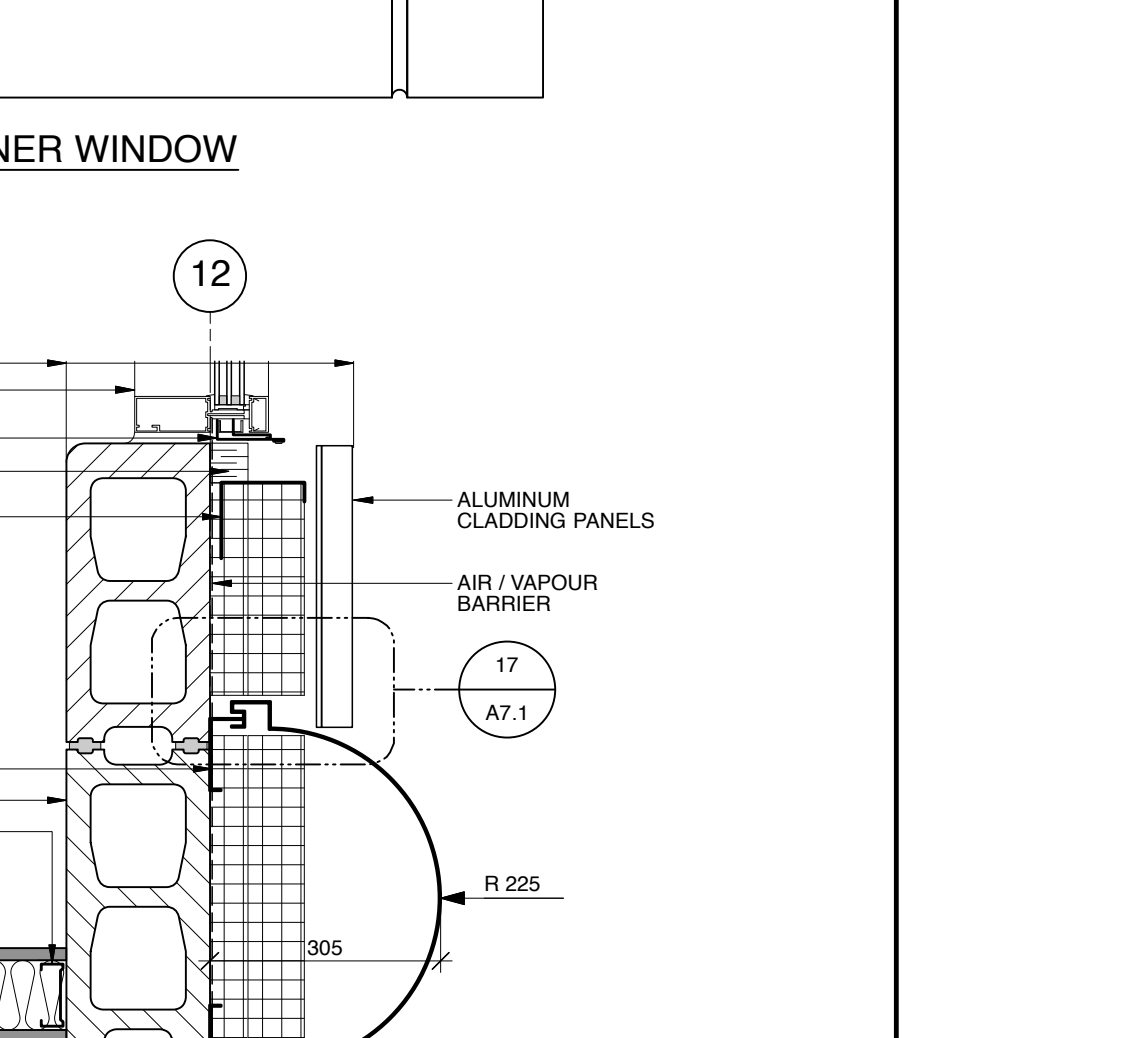 NER WINDOW
12
ALUMINUM
CLADDING PANELS
AIR / VAPOUR
BARRIER
17
A7.1
R 225
305